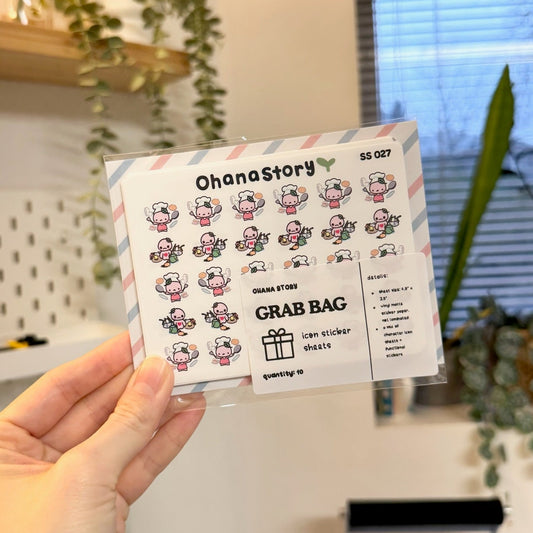 Ohanastory
SS 027
OHANA STORY
GRAB BAG
icon sticker
sheets
quantity: 10
details:
sheet size: 4.5" x
vinyl matte
sticker paper,
not laminated
a mix of
character icon
sheets +
functional
stickers